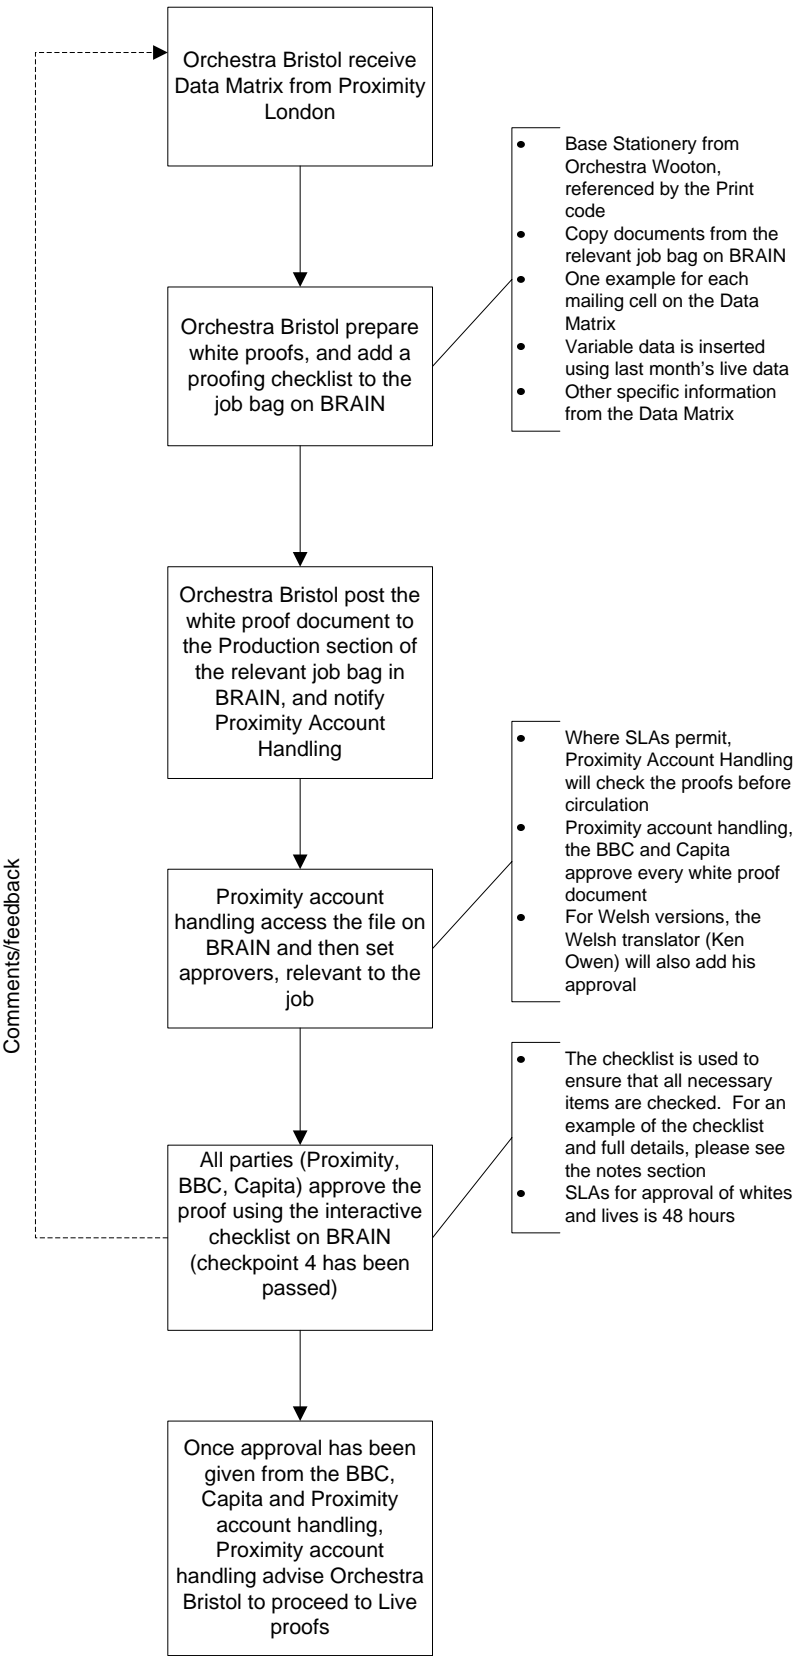 Orchestra Bristol receive
Data Matrix from Proximity
London
Orchestra Bristol prepare
white proofs, and add a
proofing checklist to the
job bag on BRAIN
• Base Stationery from
Orchestra Wooton,
referenced by the Print
code
• Copy documents from the
relevant job bag on BRAIN
• One example for each
mailing cell on the Data
Matrix
• Variable data is inserted
using last month's live data
• Other specific information
from the Data Matrix
Orchestra Bristol post the
white proof document to
the Production section of
the relevant job bag in
BRAIN, and notify
Proximity Account
Handling
Proximity account
handling access the file on
BRAIN and then set
approvers, relevant to the
job
• Where SLAs permit,
Proximity Account Handling
will check the proofs before
circulation
• Proximity account handling,
the BBC and Capita
approve every white proof
document
• For Welsh versions, the
Welsh translator (Ken
Owen) will also add his
approval
All parties (Proximity,
BBC, Capita) approve the
proof using the interactive
checklist on BRAIN
(checkpoint 4 has been
passed)
• The checklist is used to
ensure that all necessary
items are checked.  For an
example of the checklist
and full details, please see
the notes section
• SLAs for approval of whites
and lives is 48 hours
Comments/feedback
Once approval has been
given from the BBC,
Capita and Proximity
account handling,
Proximity account
handling advise Orchestra
Bristol to proceed to Live
proofs